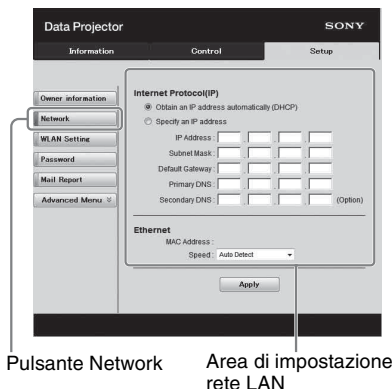 Data Projector
SONY
Information Control Setup
Owner information
Network
WLAN Setting
Password
Mail Report
Advanced Menu
Internet Protocol(IP)
Obtain an IP address automatically (DHCP)
Specify an IP address
IP Address :
Subnet Mask :
Default Gateway :
Primary DNS :
Secondary DNS : (Option)
Ethernet
MAC Address :
Speed : Auto Detect
Apply
Pulsante Network
Area di impostazione
rete LAN